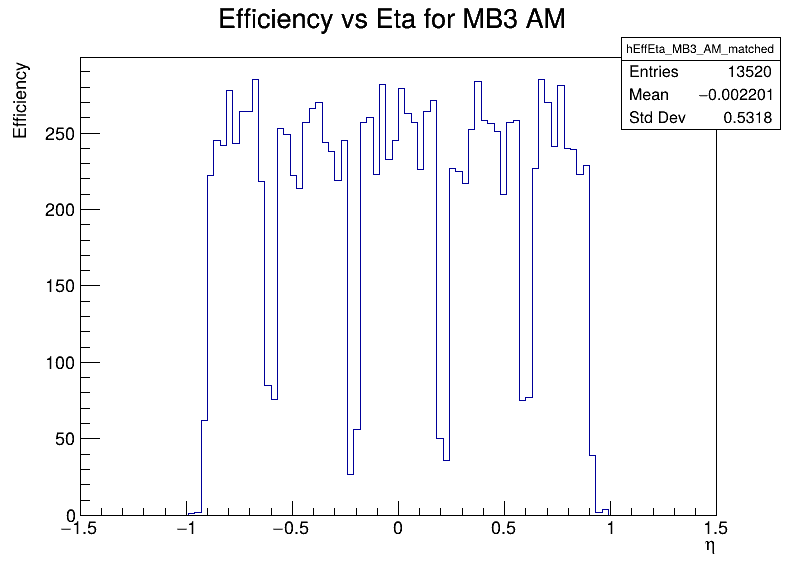 Efficiency vs Eta for MB3 AM
hEffEta_MB3_AM_matched
Entries 13520
Mean −0.002201
Std Dev 0.5318
Efficiency
250
200
150
100
50
0
−1.5 −1 −0.5 0 0.5 1 1.5
η